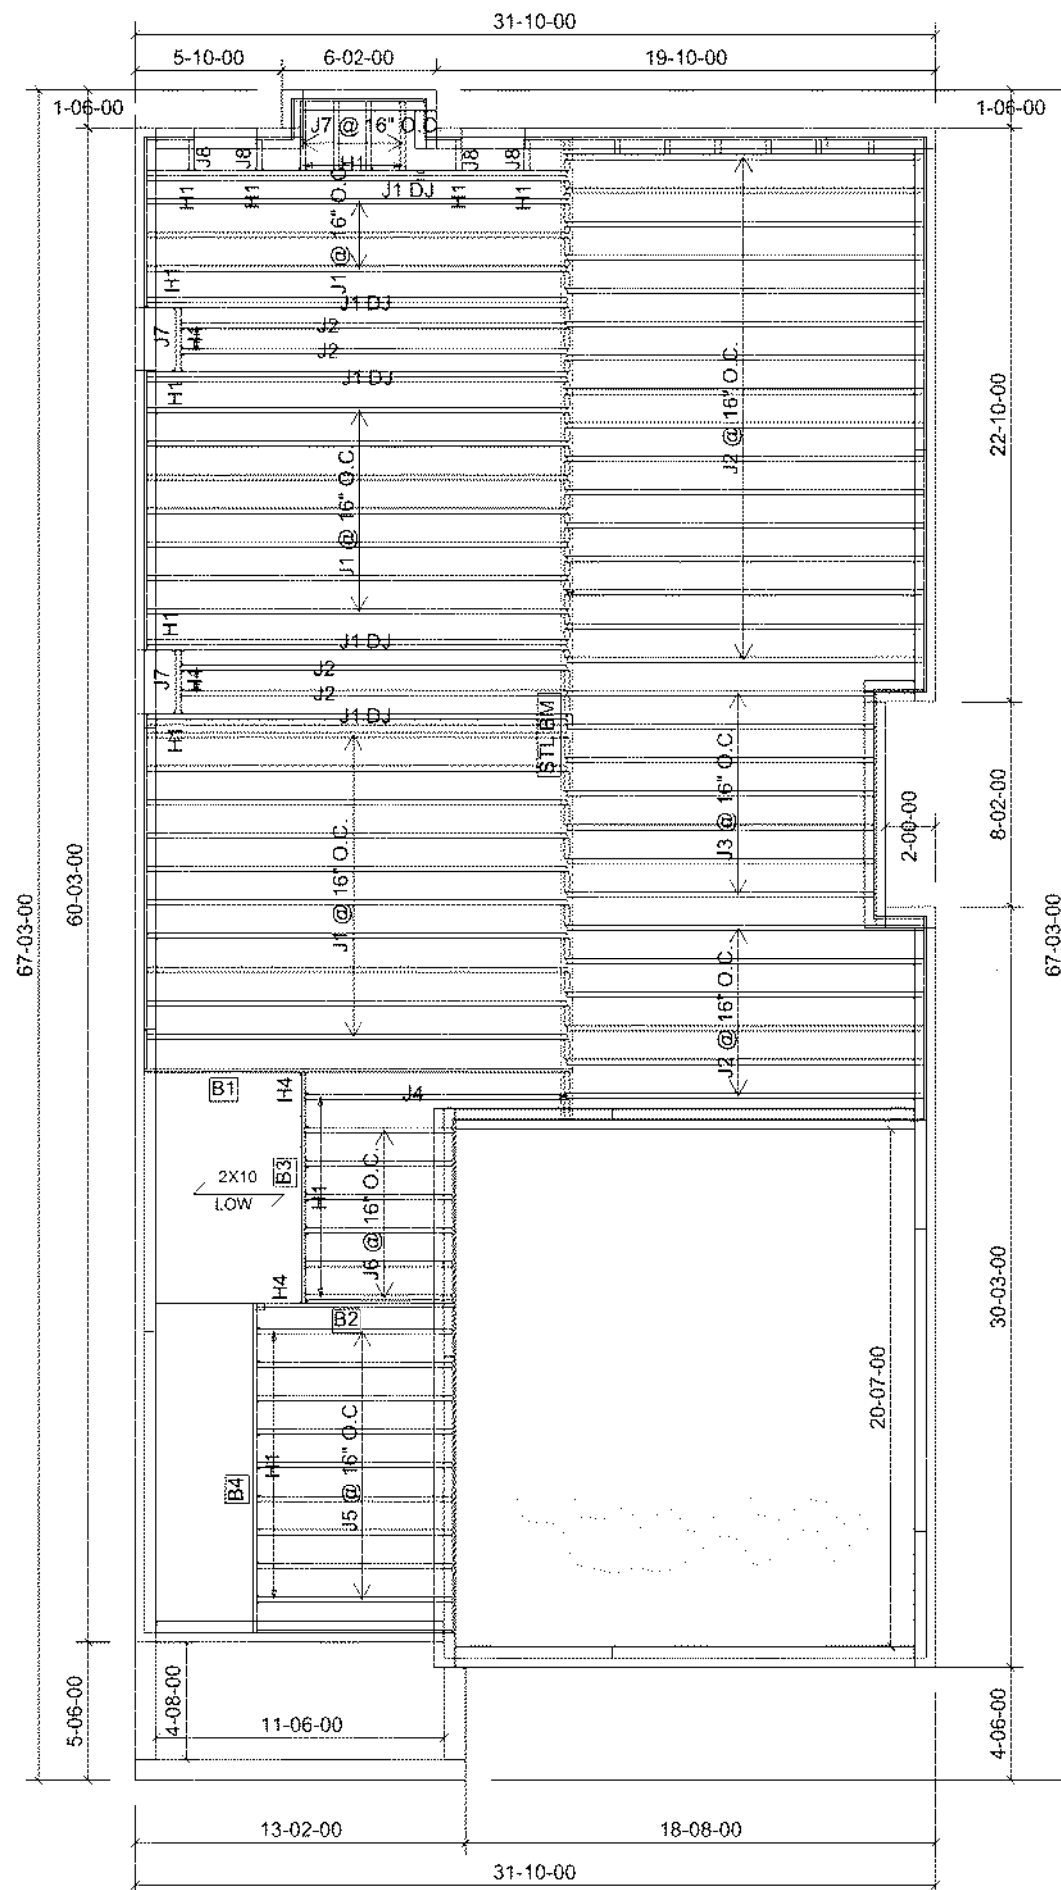 31-10-00
5-10-00
6-02-00
19-10-00
1-06-00
1-06-00
J7 @ 16" O.C
J8
J8
J8
J8
H1
H1
H1
J1 DJ
H1
H1
J1 @ 16" O.C.
H1
J1 DJ
J7
H4
J2
J2
J1 DJ
H1
J2 @ 16" O.C.
22-10-00
J1 @ 16" O.C.
H1
J1 DJ
J7
H4
J2
J2
J1 DJ
H1
STL BM
J3 @ 16" O.C
2-00-00
8-02-00
67-03-00
60-03-00
67-03-00
J1 @ 16" O.C.
J2 @ 16" O.C.
B1
H4
J4
B3
2X10
LOW
H1
J6 @ 16" O.C.
H4
B2
30-03-00
20-07-00
B4
H1
J5 @ 16" O.C
5-06-00
4-08-00
11-06-00
4-06-00
13-02-00
18-08-00
31-10-00